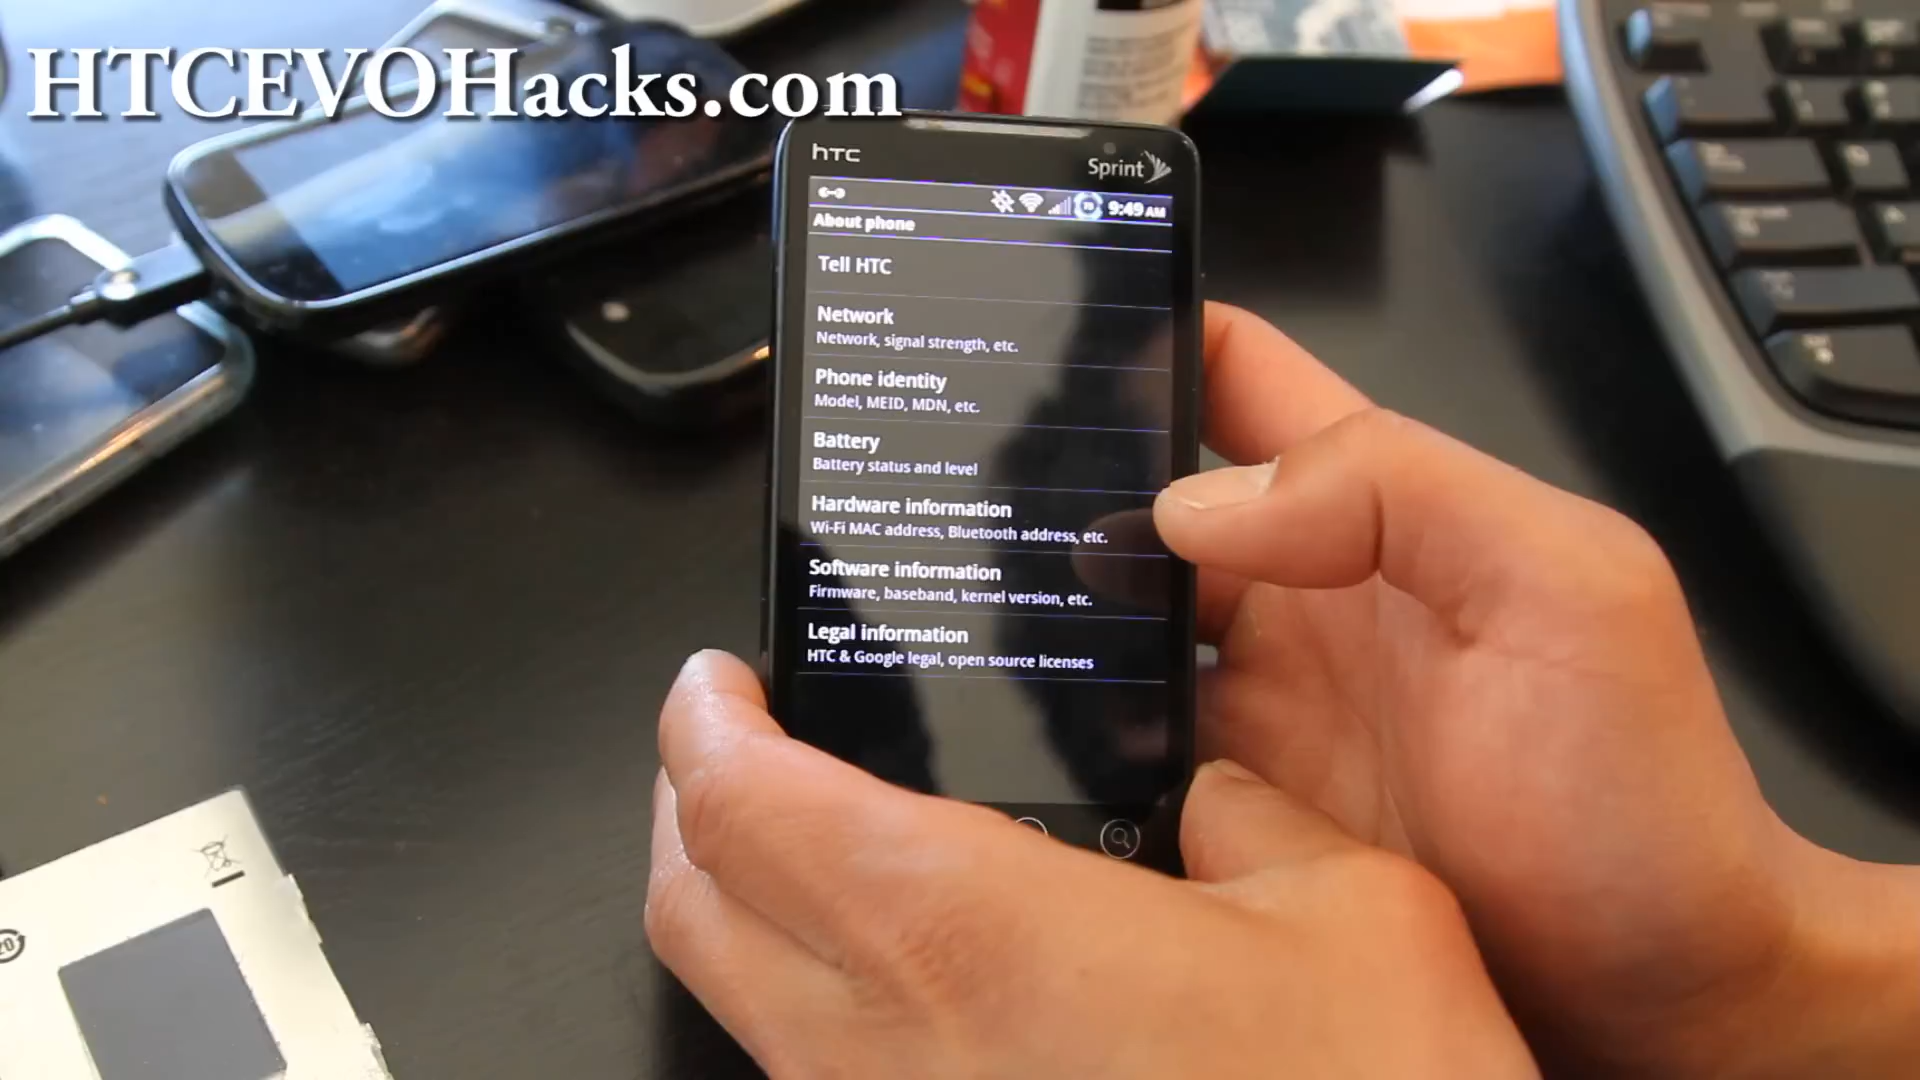 HTCEVOHacks.com
hTC
Sprint
9:49 AM
About phone
Tell HTC
Network
Network, signal strength, etc.
Phone identity
Model, MEID, MDN, etc.
Battery
Battery status and level
Hardware information
Wi-Fi MAC address, Bluetooth address, etc.
Software information
Firmware, baseband, kernel version, etc.
Legal information
HTC & Google legal, open source licenses
20